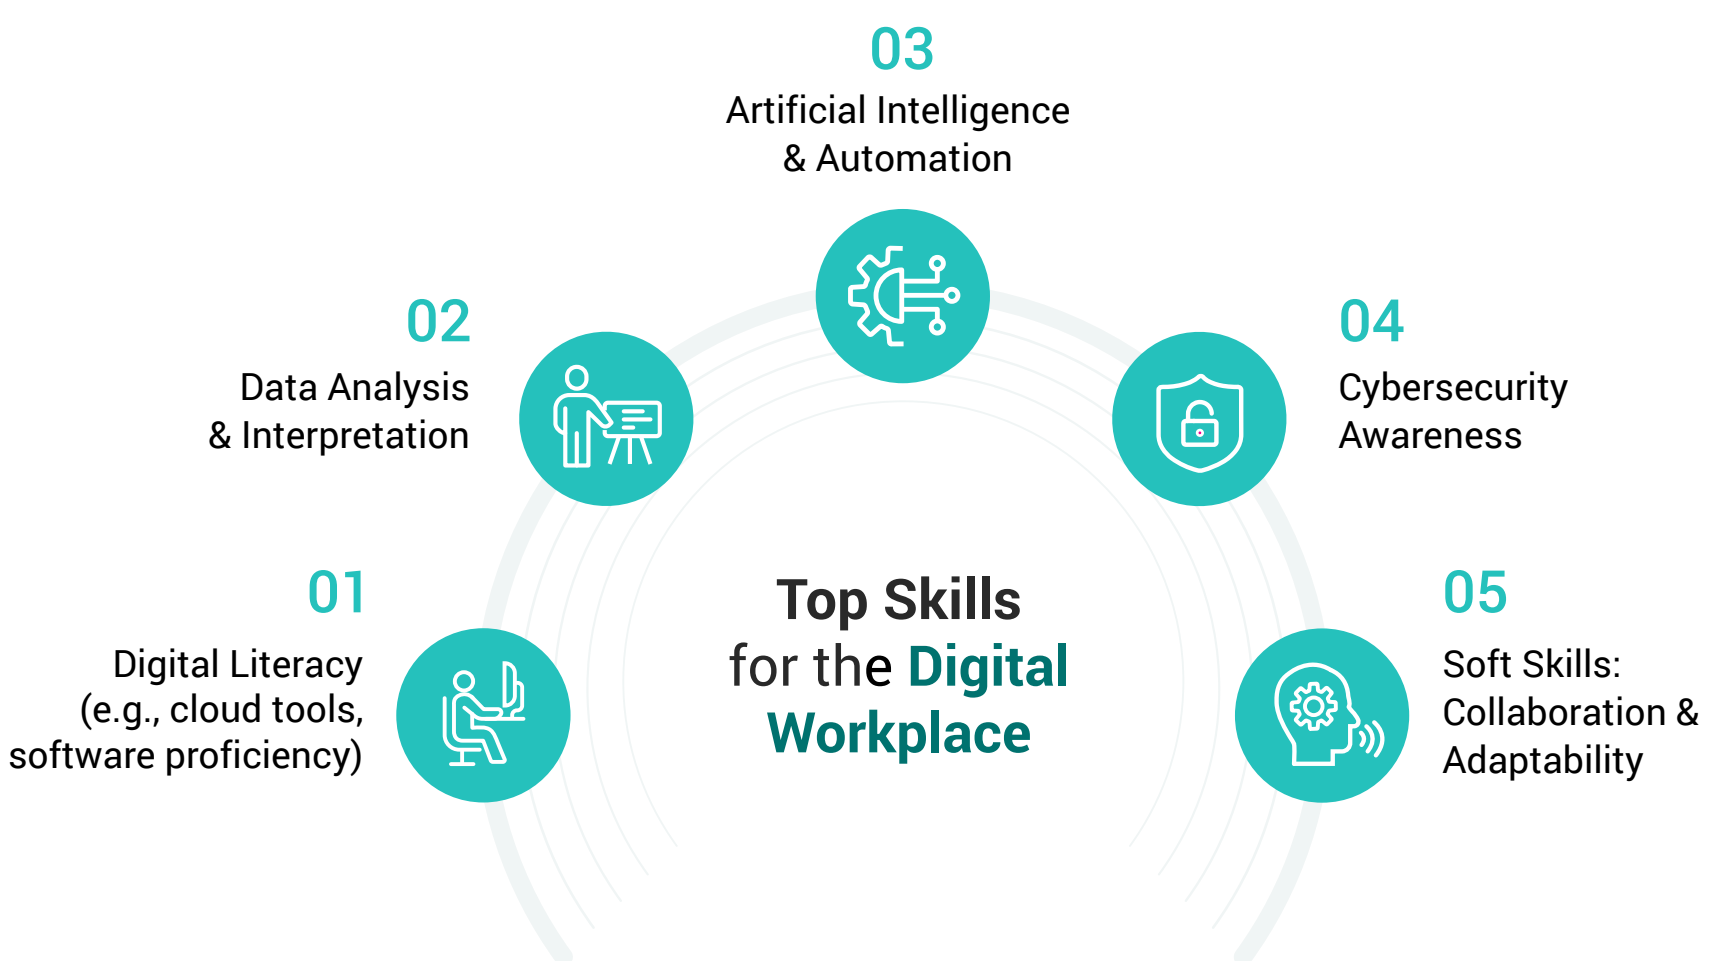 03
Artificial Intelligence
& Automation
02
Data Analysis
& Interpretation
04
Cybersecurity
Awareness
01
Digital Literacy
(e.g., cloud tools,
software proficiency)
Top Skills
for the Digital
Workplace
05
Soft Skills:
Collaboration &
Adaptability